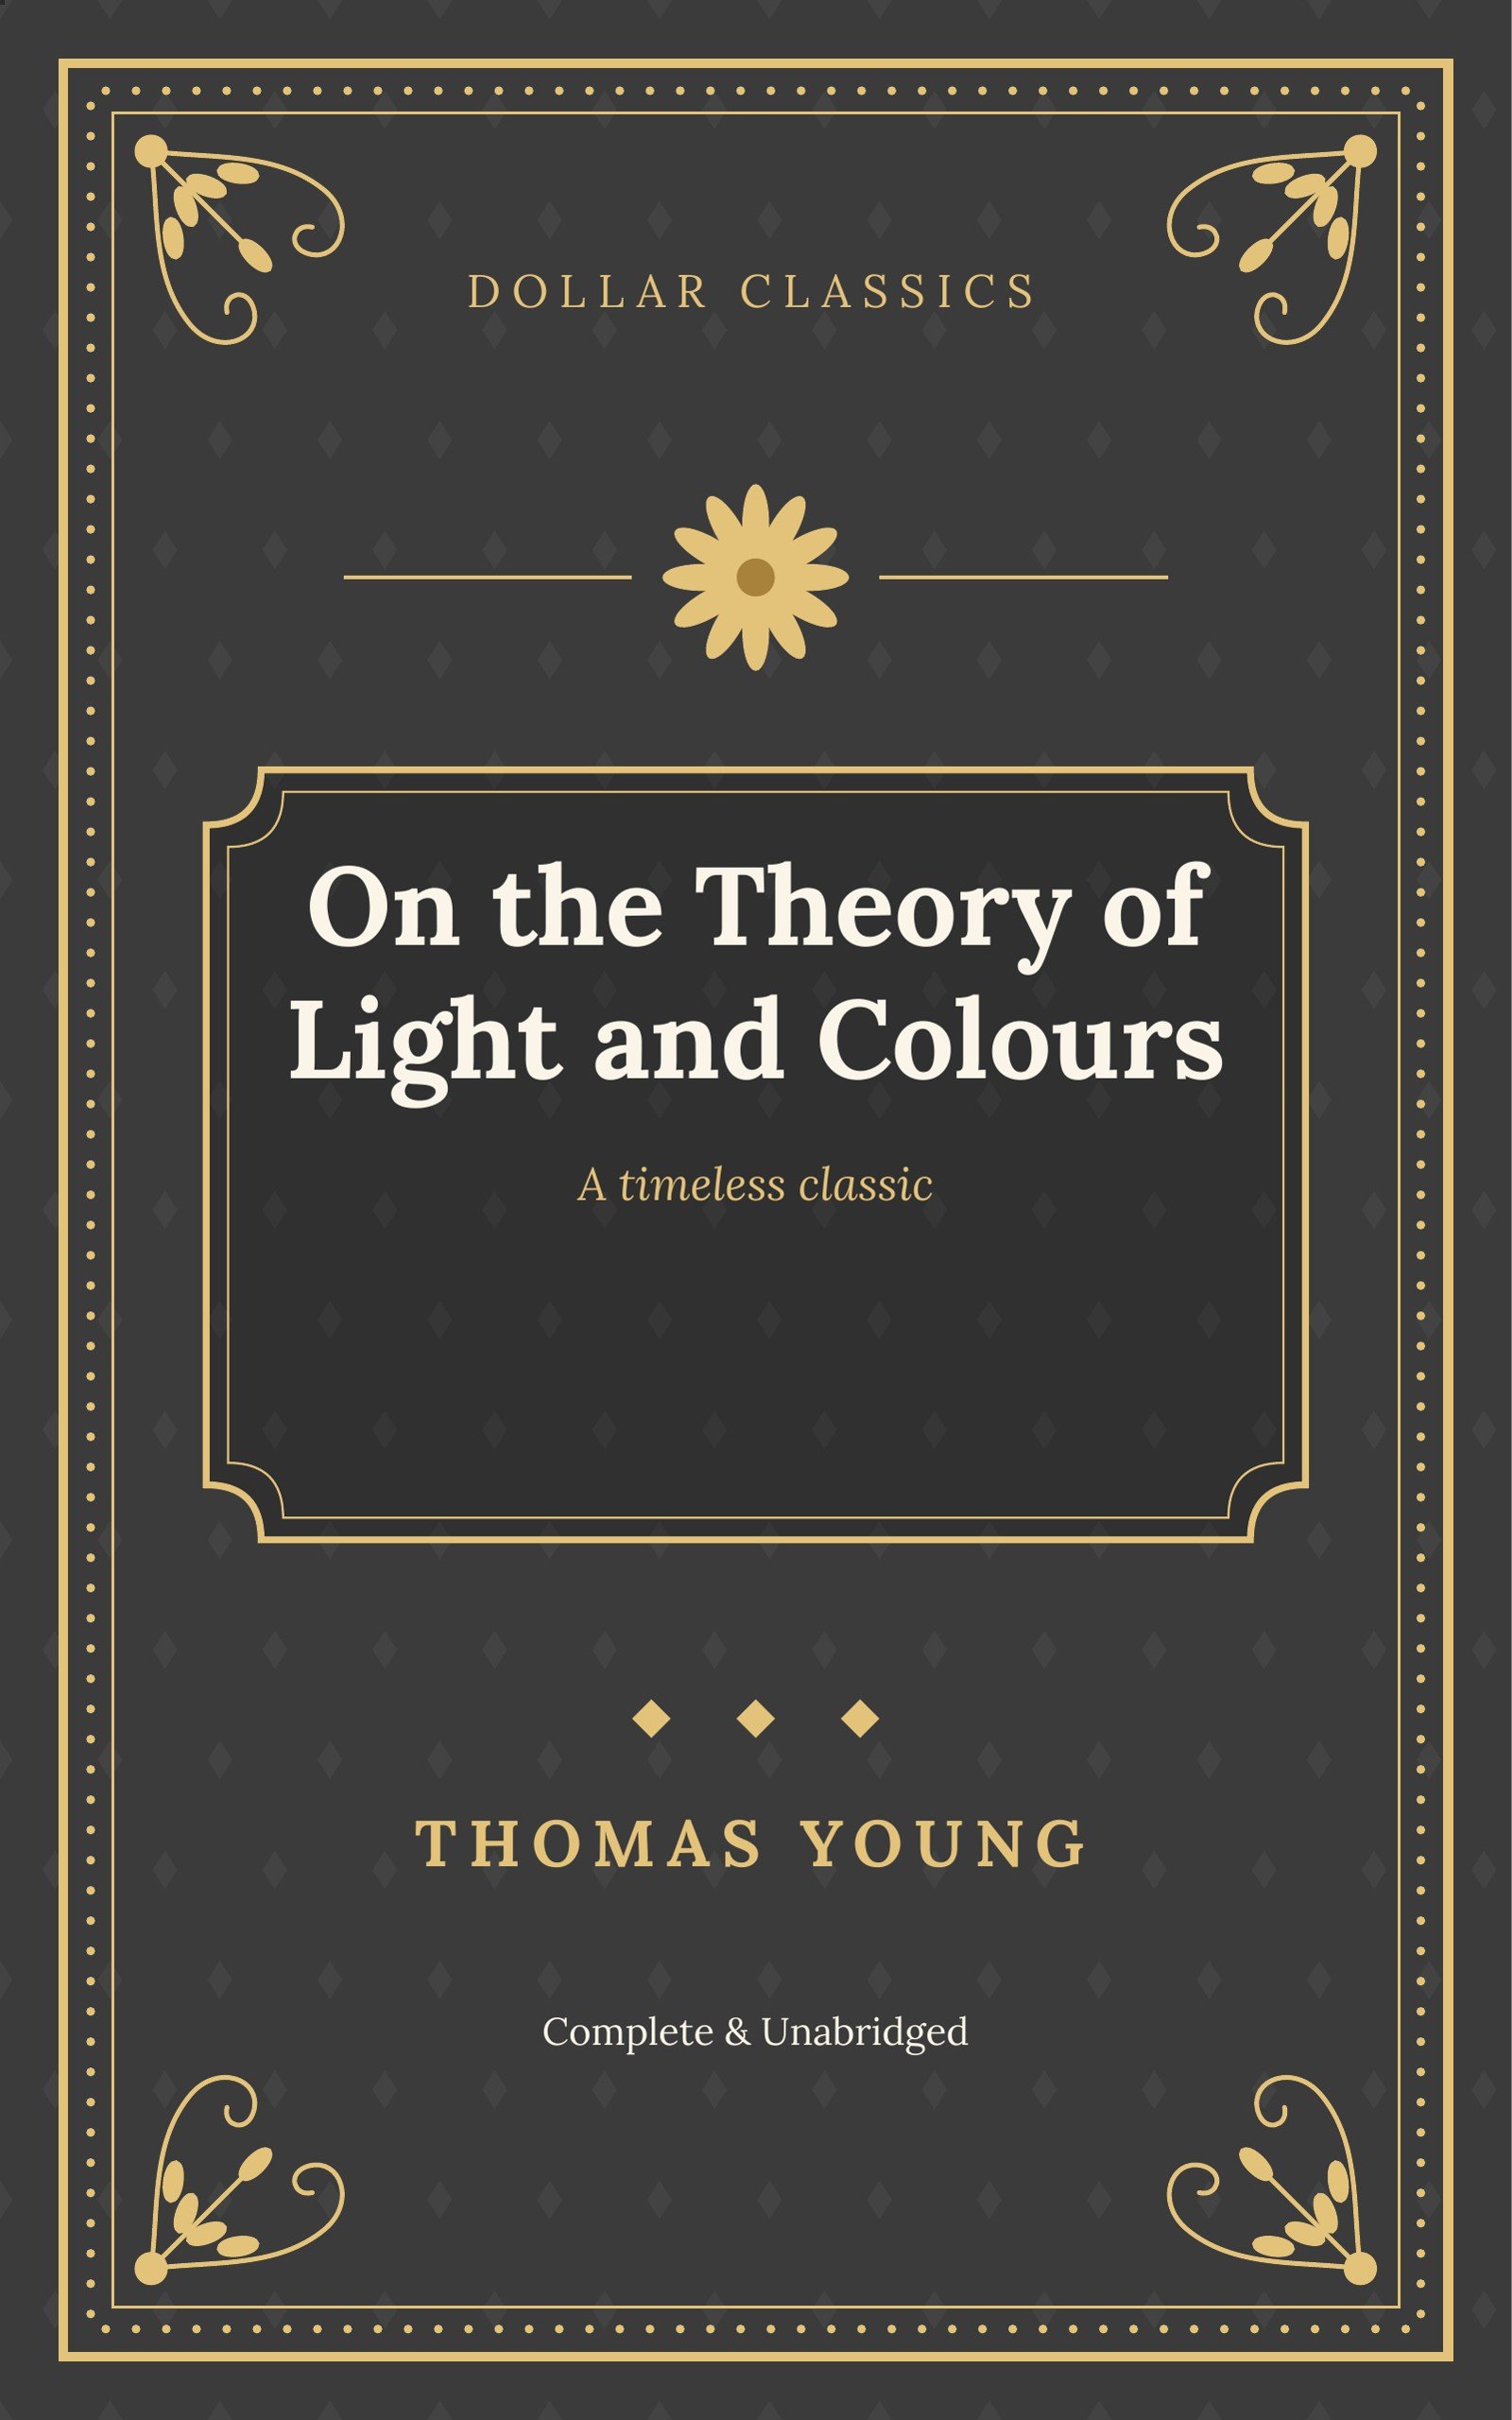 DOLLAR CLASSICS
On the Theory of
Light and Colours
A timeless classic
THOMAS YOUNG
Complete & Unabridged